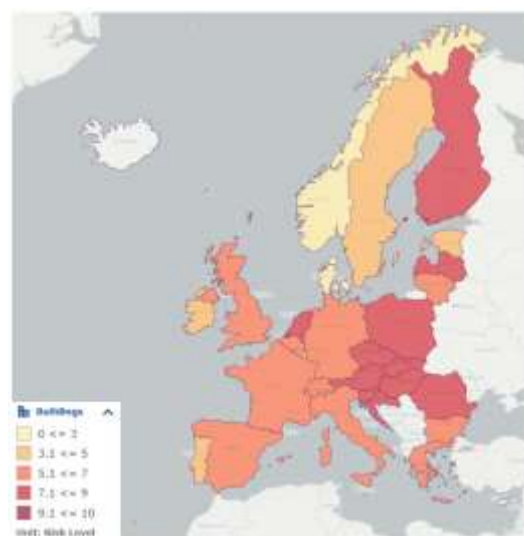 Buildings
0 <= 3
3.1 <= 5
5.1 <= 7
7.1 <= 9
9.1 <= 10
Unit: Risk Level